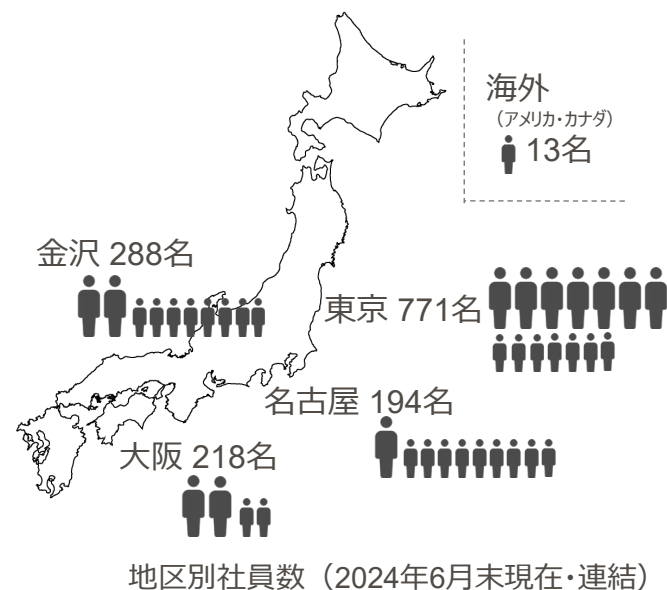 海外
（アメリカ・カナダ）
13名
金沢 288名
東京 771名
名古屋 194名
大阪 218名
地区別社員数（2024年6月末現在・連結）